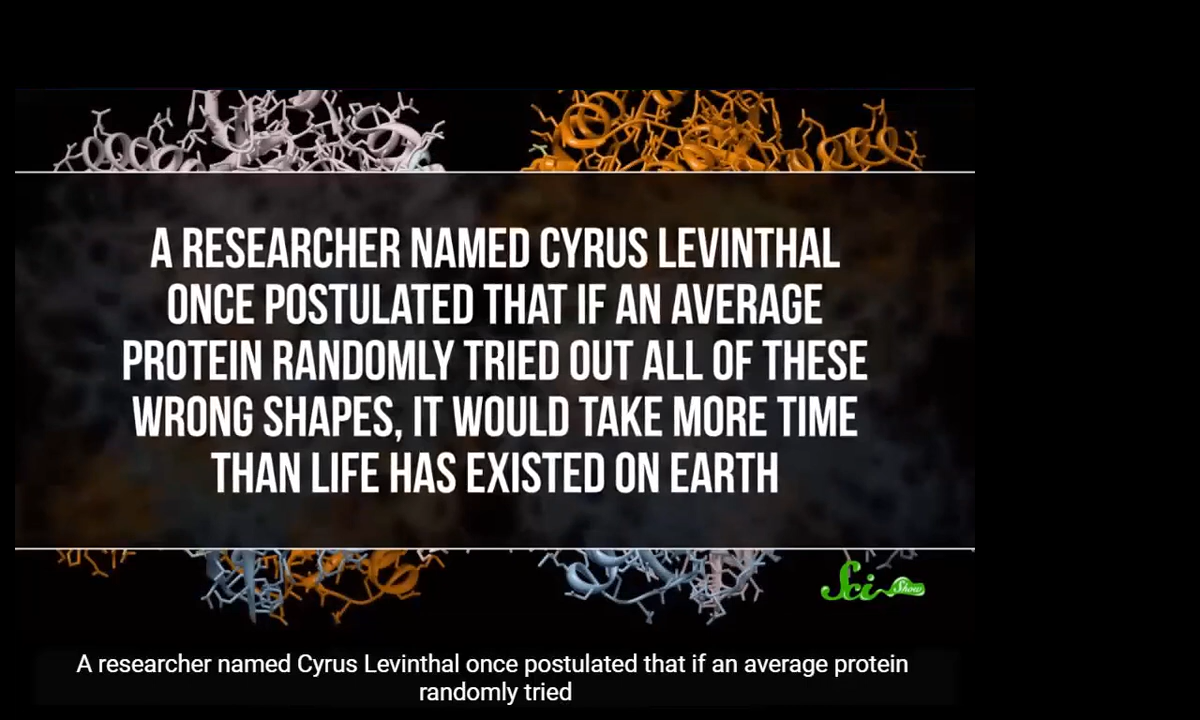 A RESEARCHER NAMED CYRUS LEVINTHAL
ONCE POSTULATED THAT IF AN AVERAGE
PROTEIN RANDOMLY TRIED OUT ALL OF THESE
WRONG SHAPES, IT WOULD TAKE MORE TIME
THAN LIFE HAS EXISTED ON EARTH
Sci Show
A researcher named Cyrus Levinthal once postulated that if an average protein
randomly tried